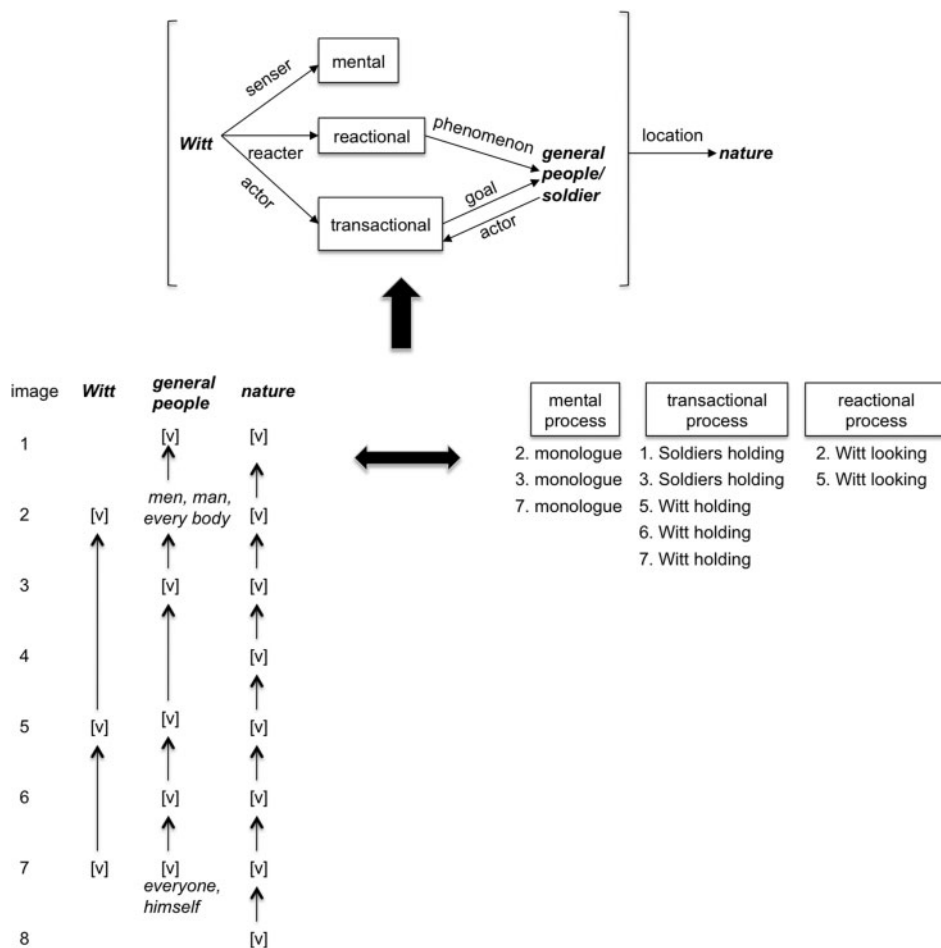 mental
senser
Witt
reactional
reacter
phenomenon
general
people/
soldier
location
nature
actor
goal
transactional
actor
image
Witt
general
people
nature
mental
process
transactional
process
reactional
process
1
[v]
[v]
2. monologue
1. Soldiers holding
2. Witt looking
3. monologue
3. Soldiers holding
5. Witt looking
7. monologue
5. Witt holding
6. Witt holding
7. Witt holding
men, man,
every body
2
[v]
[v]
3
[v]
[v]
4
[v]
5
[v]
[v]
[v]
6
[v]
[v]
7
[v]
[v]
[v]
everyone,
himself
8
[v]